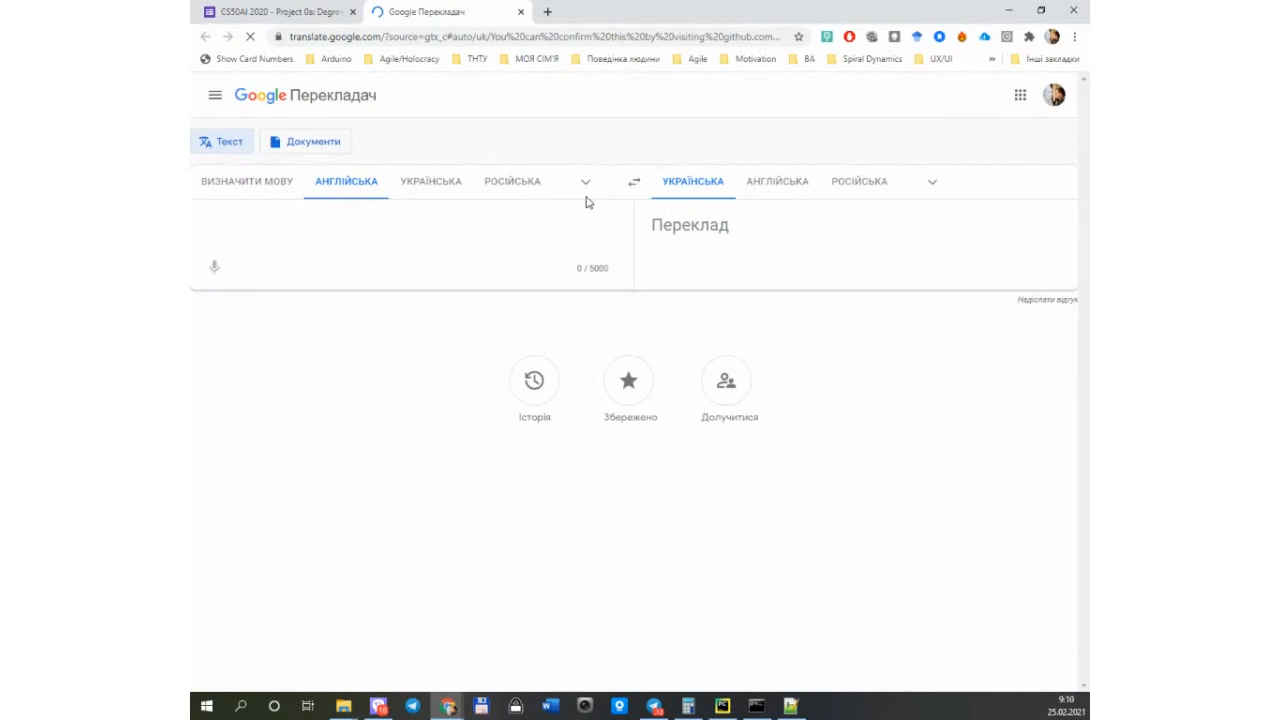 CS50AI 2020 - Project 0a: Degre
Google Перекладач
translate.google.com/?source=gtx_c#auto/uk/You%20can%20confirm%20this%20by%20visiting%20github.com...
Show Card Numbers Arduino Agile/Holocracy ТНТУ МОЯ СІМ'Я Поведінка людини Agile Motivation BA Spiral Dynamics UX/UI » Інші закладки
Google Перекладач
Текст Документи
ВИЗНАЧИТИ МОВУ АНГЛІЙСЬКА УКРАЇНСЬКА РОСІЙСЬКА УКРАЇНСЬКА АНГЛІЙСЬКА РОСІЙСЬКА
Переклад
0 / 5000
Надіслати відгук
Історія Збережено Долучитися
9:10
25.02.2021